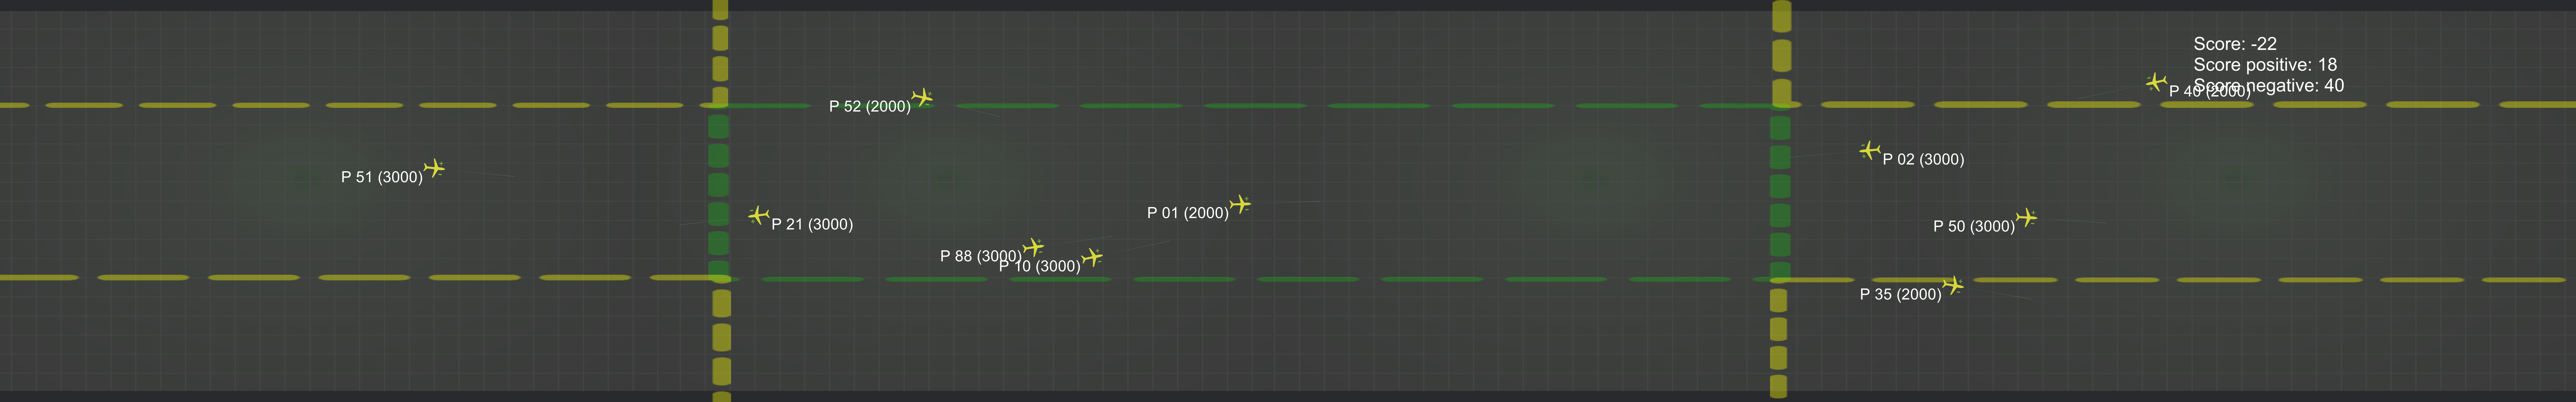 Score: -22
Score positive: 18
Score negative: 40
P 40 (2000)
P 52 (2000)
P 02 (3000)
P 51 (3000)
P 01 (2000)
P 21 (3000)
P 50 (3000)
P 88 (3000)
P 10 (3000)
P 35 (2000)